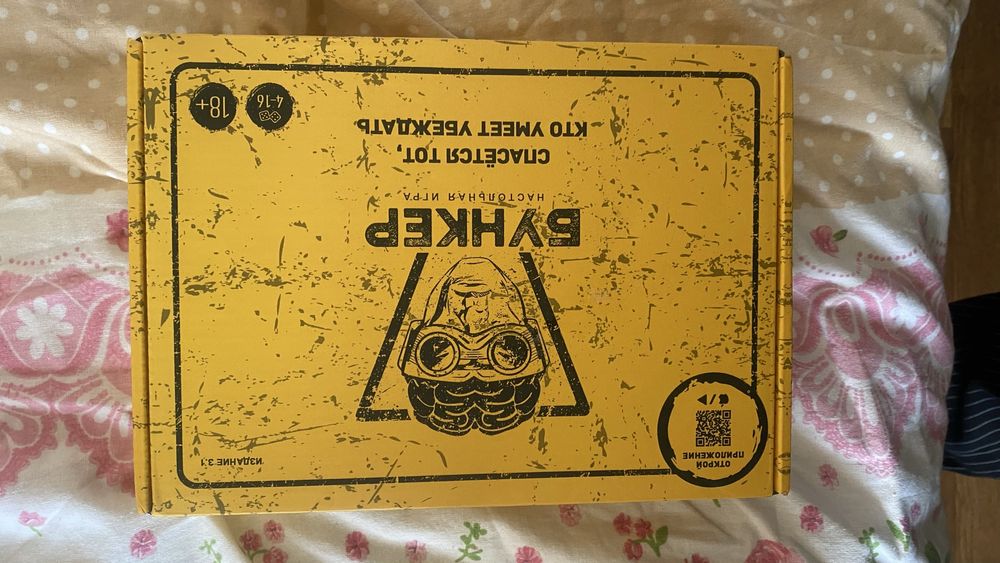 ОТКРОЙ
ПРИЛОЖЕНИЕ
ИЗДАНИЕ 3.1
БУНКЕР
НАСТОЛЬНАЯ ИГРА
СПАСЁТСЯ ТОТ,
КТО УМЕЕТ УБЕЖДАТЬ
4-16
18+